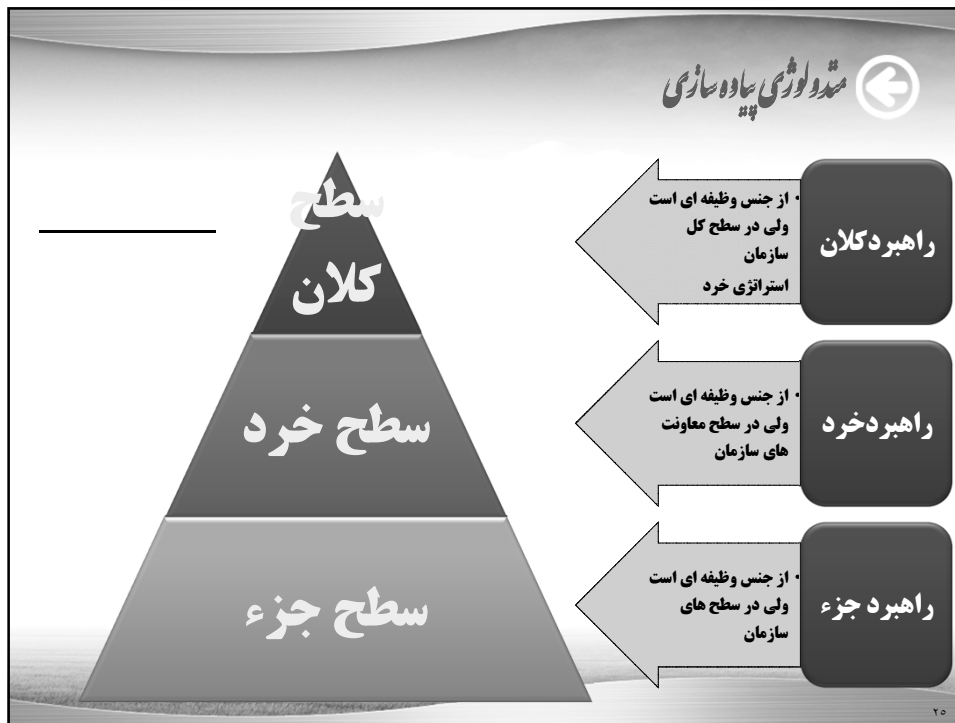 متدولوژی پیاده سازی
راهبردکلان
• از جنس وظیفه ای است
ولی در سطح کل
سازمان
استراتژی خرد
راهبردخرد
• از جنس وظیفه ای است
ولی در سطح معاونت
های سازمان
راهبرد جزء
• از جنس وظیفه ای است
ولی در سطح های
سازمان
سطح
کلان
سطح خرد
سطح جزء
۲۵